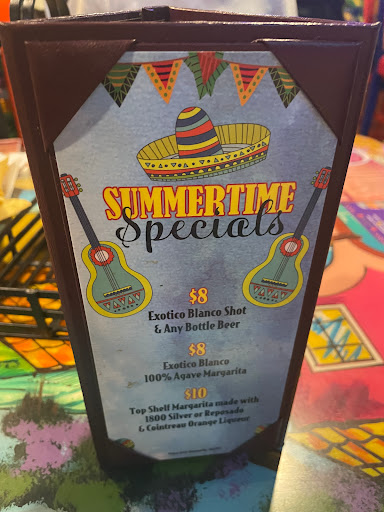 SUMMERTIME
Specials
$8
Exotico Blanco Shot
& Any Bottle Beer
$8
Exotico Blanco
100% Agave Margarita
$10
Top Shelf Margarita made with
1800 Silver or Reposado
& Cointreau Orange Liqueur